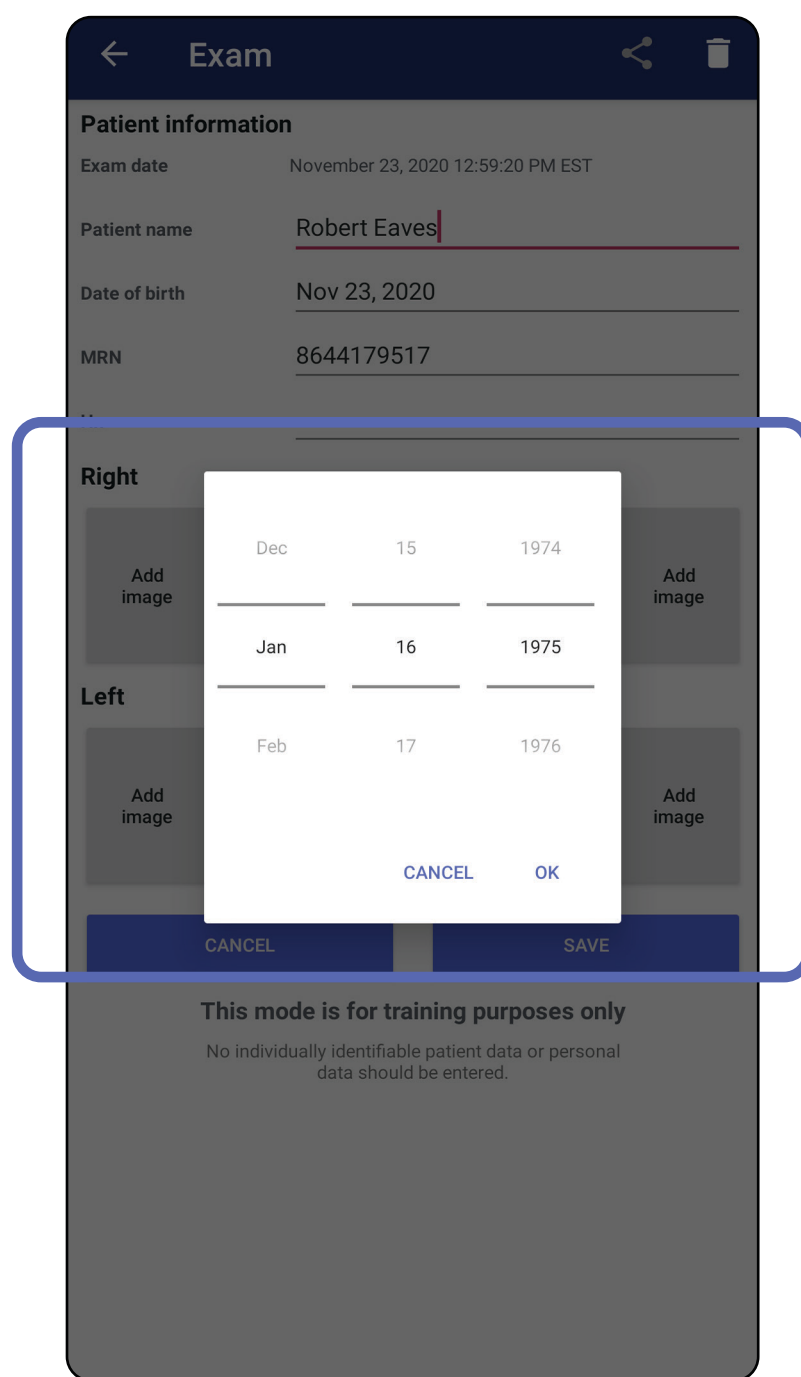 Exam
Patient information
Exam date November 23, 2020 12:59:20 PM EST
Patient name Robert Eaves
Date of birth Nov 23, 2020
MRN 8644179517
Right
Add image Add image
Dec 15 1974
Jan 16 1975
Feb 17 1976
Left
Add image Add image
CANCEL OK
CANCEL SAVE
This mode is for training purposes only
No individually identifiable patient data or personal
data should be entered.